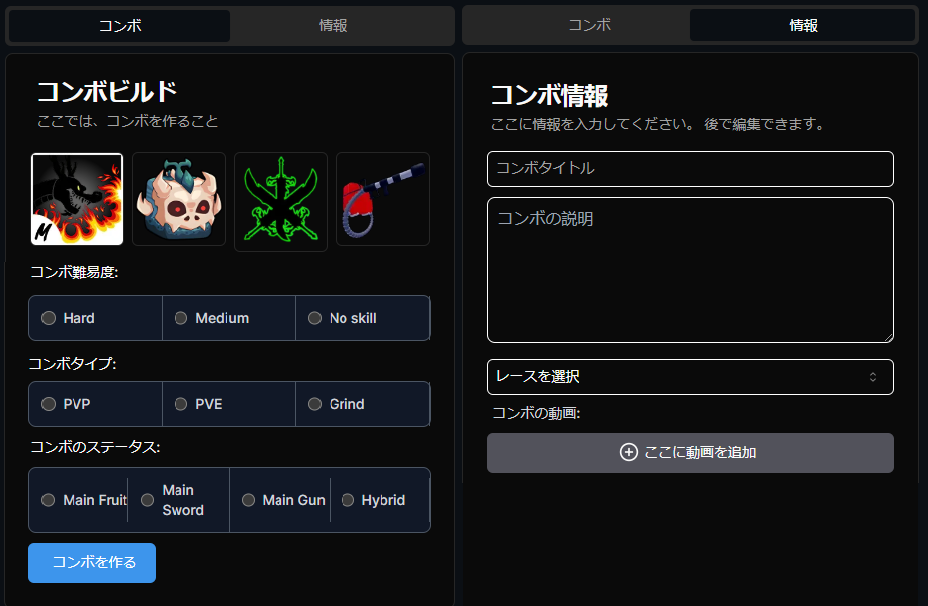 コンボ
情報
コンボビルド
ここでは、コンボを作ること
M
コンボ難易度:
Hard
Medium
No skill
コンボタイプ:
PVP
PVE
Grind
コンボのステータス:
Main Fruit
Main
Sword
Main Gun
Hybrid
コンボを作る
コンボ
情報
コンボ情報
ここに情報を入力してください。 後で編集できます。
コンボタイトル
コンボの説明
レースを選択
コンボの動画:
ここに動画を追加